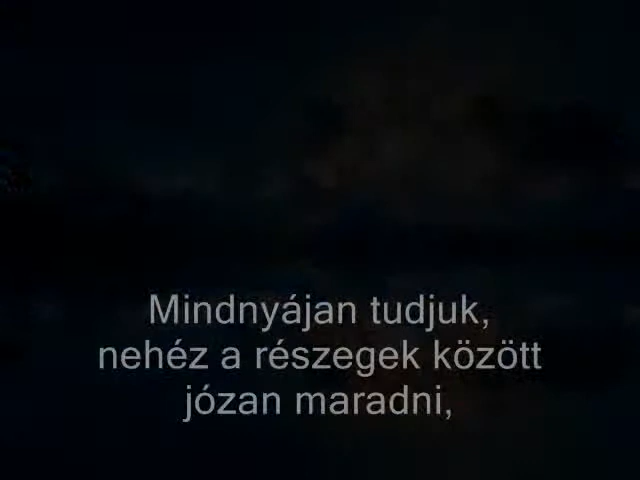 Mindnyájan tudjuk,
nehéz a részegek között
józan maradni,